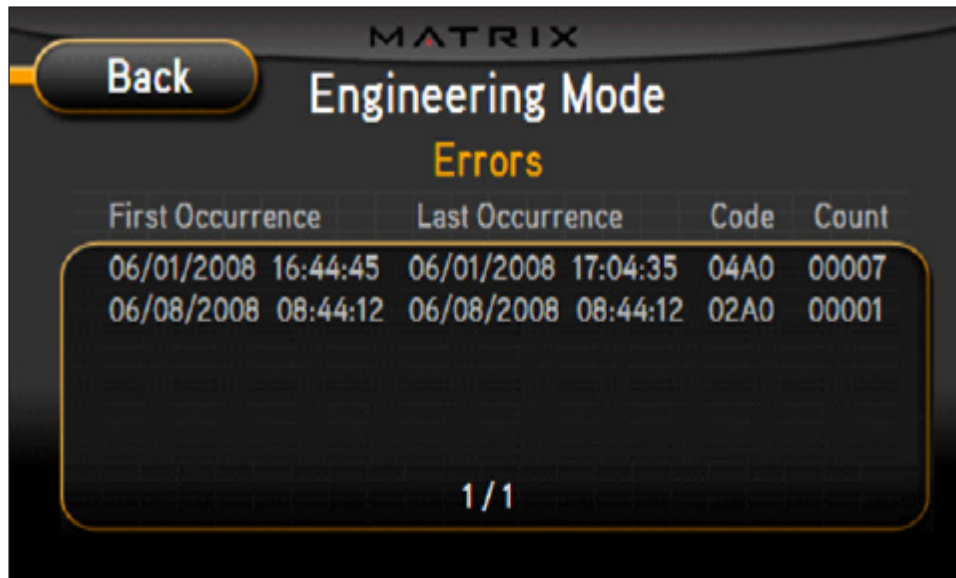 MATRIX
Back
Engineering Mode
Errors
First Occurrence Last Occurrence Code Count
06/01/2008 16:44:45 06/01/2008 17:04:35 04A0 00007
06/08/2008 08:44:12 06/08/2008 08:44:12 02A0 00001
1 / 1